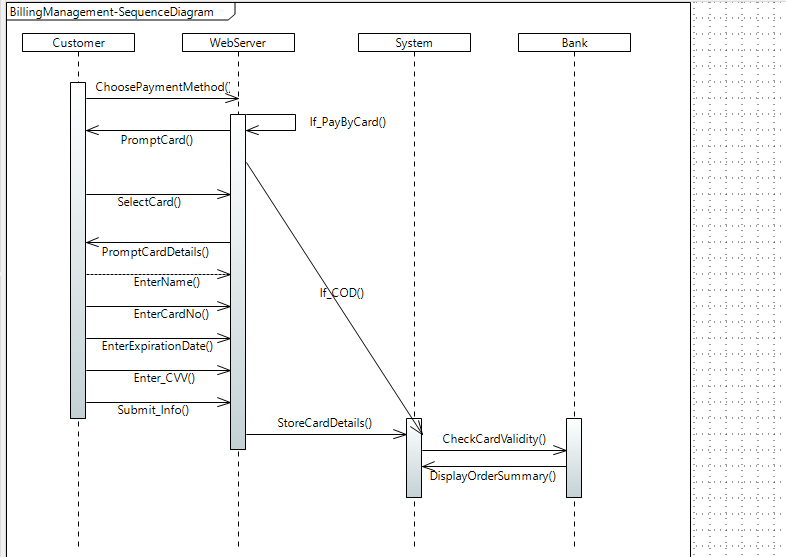 BillingManagement-SequenceDiagram
Customer
WebServer
System
Bank
ChoosePaymentMethod()
If_PayByCard()
PromptCard()
SelectCard()
PromptCardDetails()
EnterName()
If_COD()
EnterCardNo()
EnterExpirationDate()
Enter_CVV()
Submit_Info()
StoreCardDetails()
CheckCardValidity()
DisplayOrderSummary()